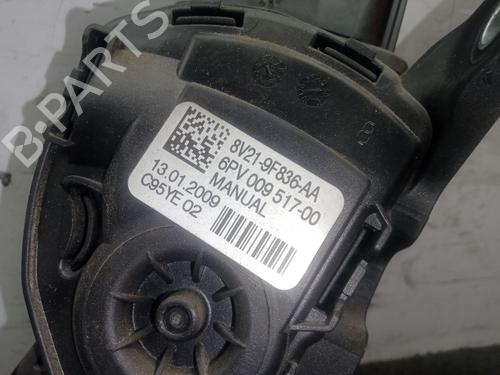 B-PARTS
8V21-9F836-AA
6PV 009 517-00
MANUAL
13.01.2009
C95YE 02